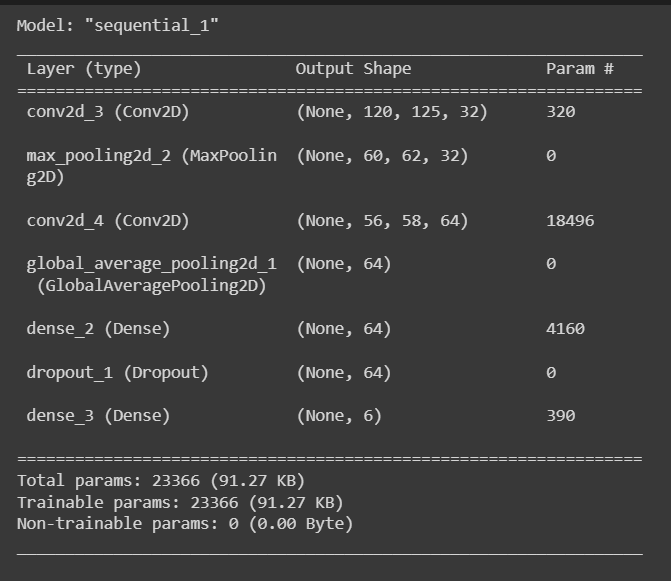 Model: "sequential_1"
Layer (type) Output Shape Param #
=================================================================
conv2d_3 (Conv2D) (None, 120, 125, 32) 320
max_pooling2d_2 (MaxPoolin (None, 60, 62, 32) 0
g2D)
conv2d_4 (Conv2D) (None, 56, 58, 64) 18496
global_average_pooling2d_1 (None, 64) 0
(GlobalAveragePooling2D)
dense_2 (Dense) (None, 64) 4160
dropout_1 (Dropout) (None, 64) 0
dense_3 (Dense) (None, 6) 390
=================================================================
Total params: 23366 (91.27 KB)
Trainable params: 23366 (91.27 KB)
Non-trainable params: 0 (0.00 Byte)